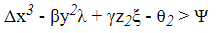 Δx³ - βy²λ + γz₂ξ - θ₂ > Ψ